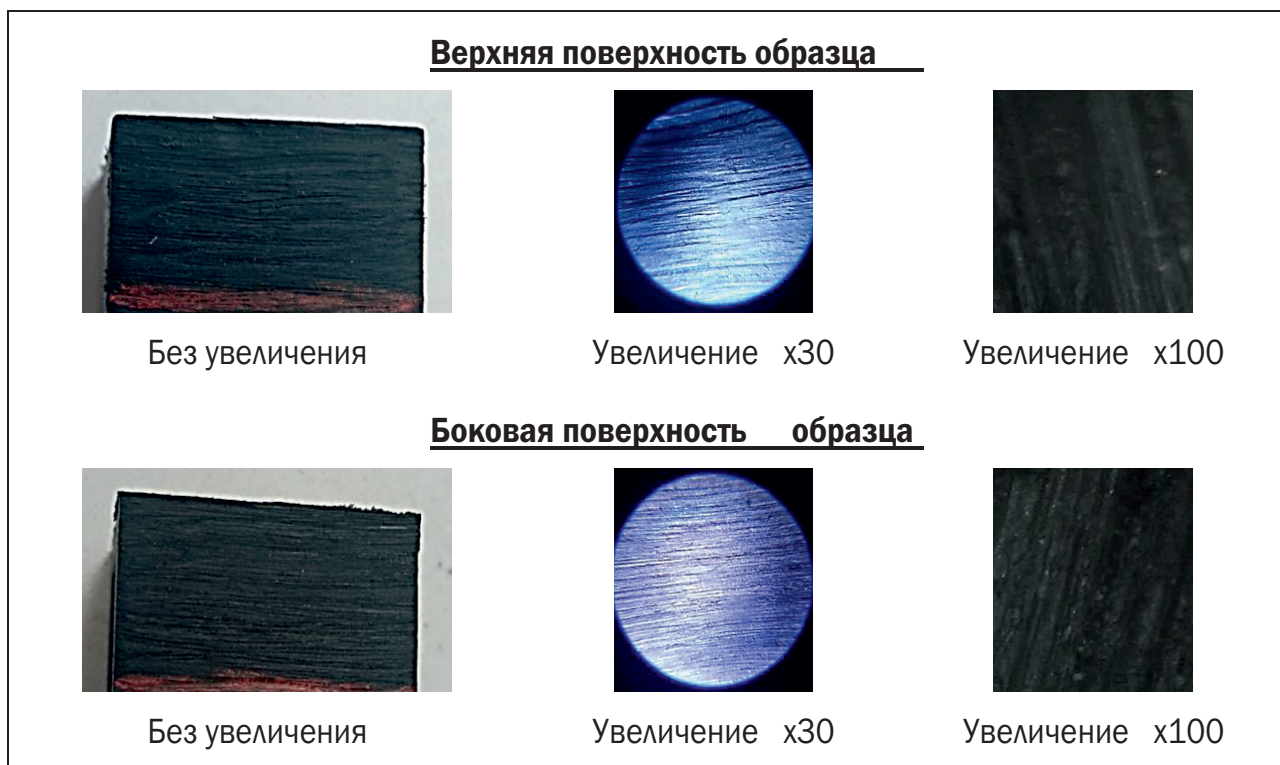 Верхняя поверхность образца
Без увеличения Увеличение x30 Увеличение x100
Боковая поверхность образца
Без увеличения Увеличение x30 Увеличение x100